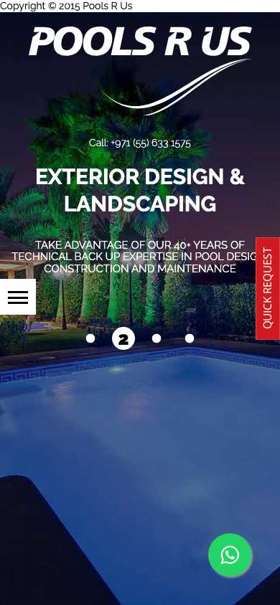 Copyright © 2015 Pools R Us
POOLS R US
Call: +971 (55) 633 1575
EXTERIOR DESIGN &
LANDSCAPING
TAKE ADVANTAGE OF OUR 40+ YEARS OF
TECHNICAL BACK UP EXPERTISE IN POOL DESIG
CONSTRUCTION AND MAINTENANCE
QUICK REQUEST
2